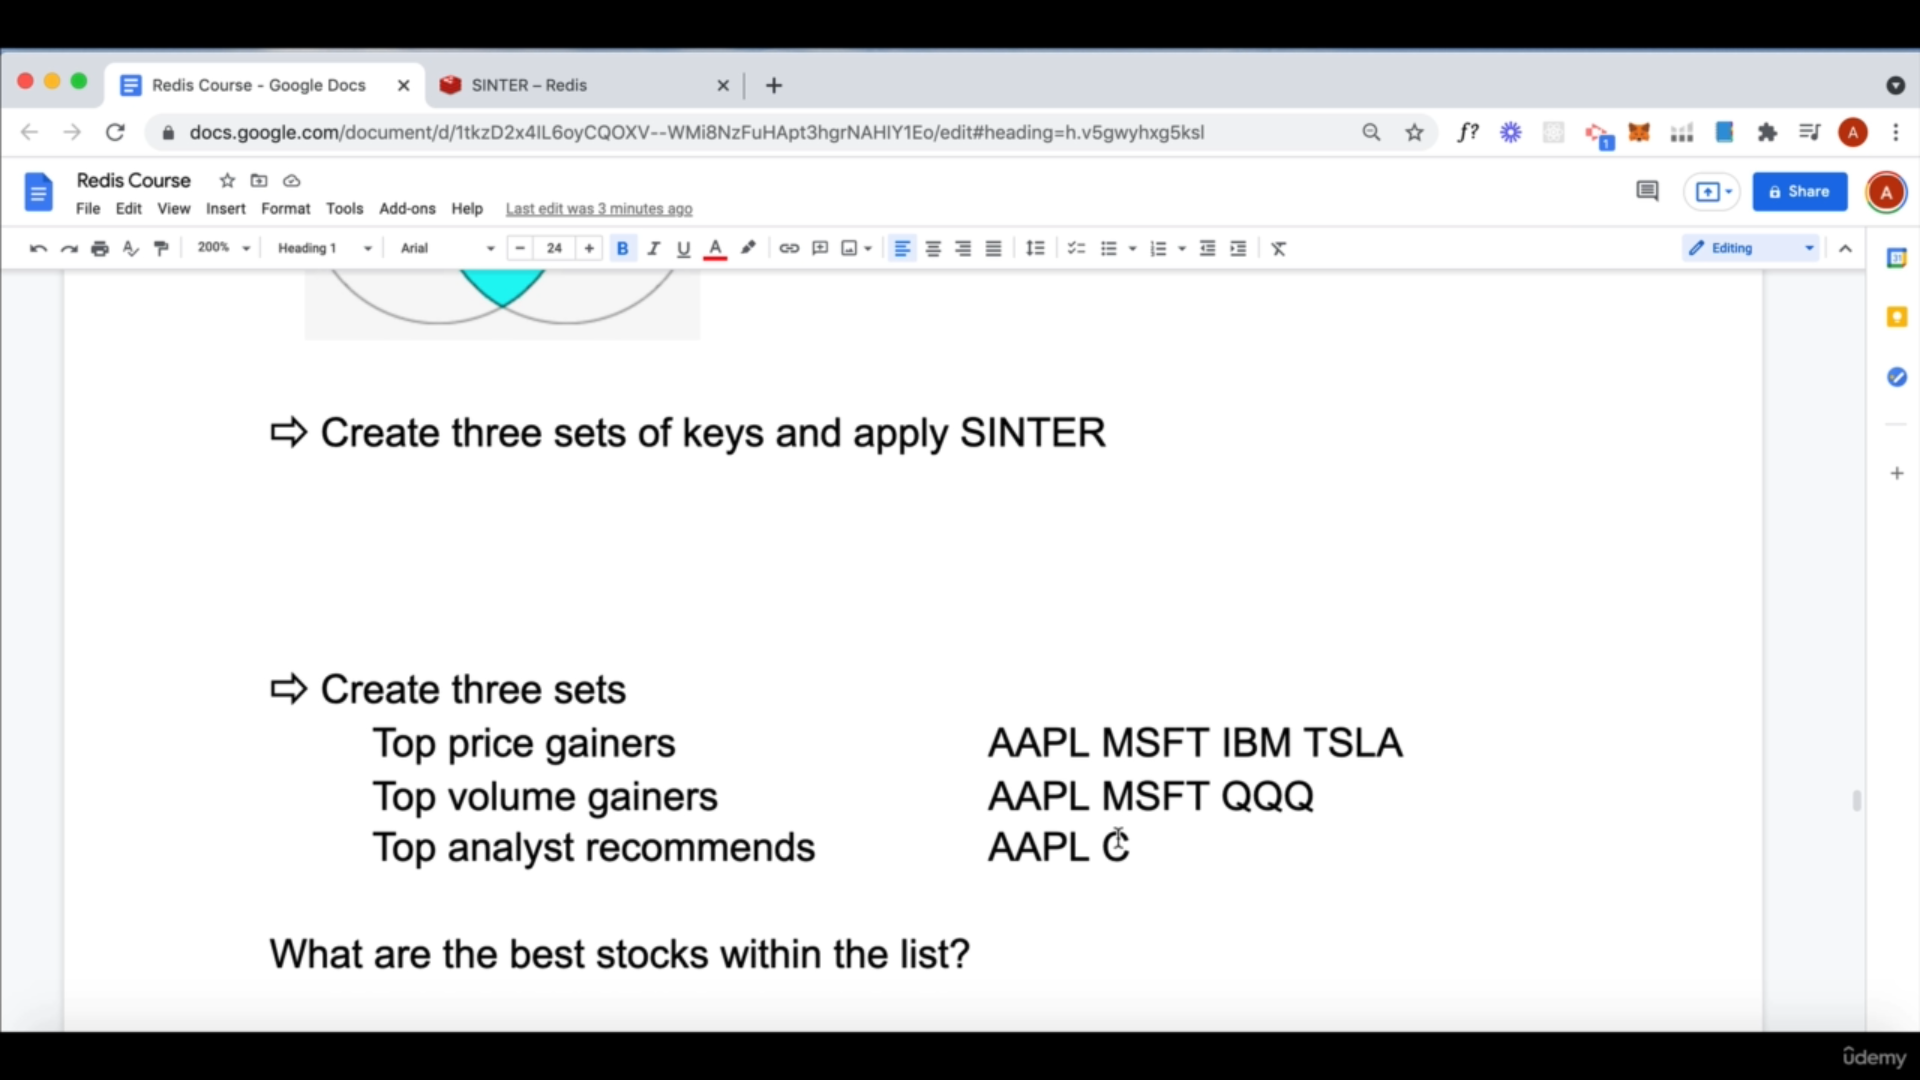 Redis Course - Google Docs
SINTER – Redis
docs.google.com/document/d/1tkzD2x4IL6oyCQOXV--WMi8NzFuHApt3hgrNAHIY1Eo/edit#heading=h.v5gwyhxg5ksl
f?
1
A
Redis Course
File Edit View Insert Format Tools Add-ons Help Last edit was 3 minutes ago
Share
A
200% Heading 1 Arial 24 B I U A Editing
31
⇨ Create three sets of keys and apply SINTER
⇨ Create three sets
Top price gainers AAPL MSFT IBM TSLA
Top volume gainers AAPL MSFT QQQ
Top analyst recommends AAPL C
What are the best stocks within the list?
ûdemy